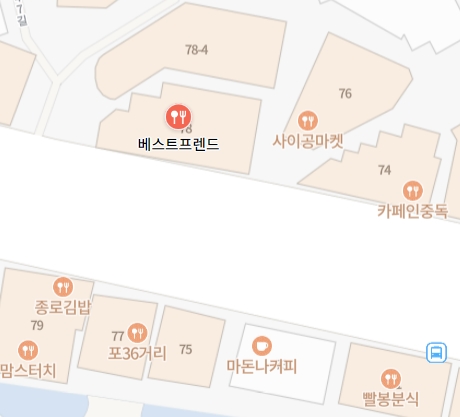 7길
78-4
76
78
베스트프렌드
사이공마켓
74
카페인중독
종로김밥
79
77
포36거리
75
맘스터치
마돈나커피
빨봉분식